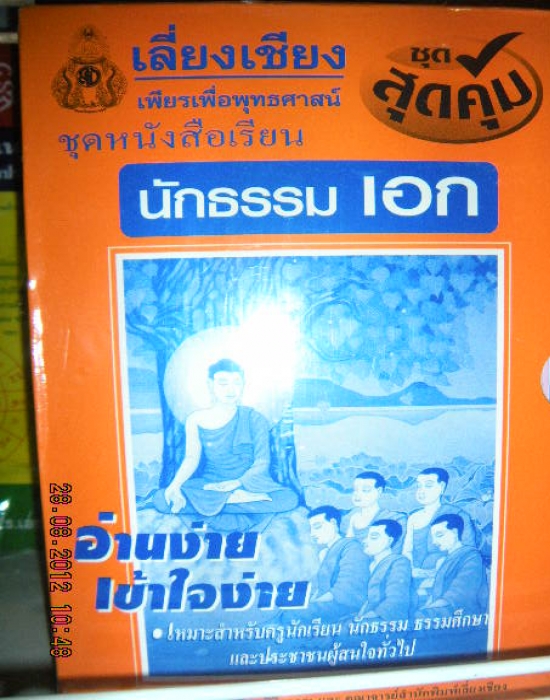 เลี่ยงเชียง
เพียรเพื่อพุทธศาสน์
ชุด
สุดคุ้ม
ชุดหนังสือเรียน
นักธรรม เอก
อ่านง่าย
เข้าใจง่าย
• เหมาะสำหรับครูนักเรียน นักธรรม ธรรมศึกษา
และประชาชนผู้สนใจทั่วไป
28.08.2012 10:48